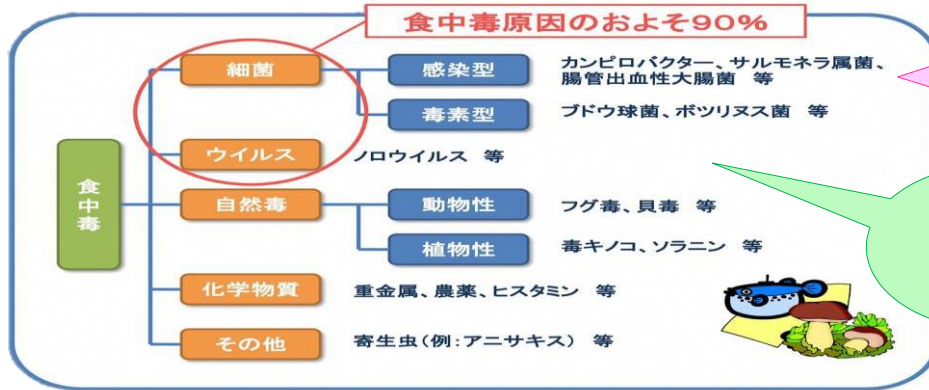 食中毒原因のおよそ90%
細菌
感染型
カンピロバクター、サルモネラ属菌、
腸管出血性大腸菌 等
毒素型
ブドウ球菌、ボツリヌス菌 等
ウイルス
ノロウイルス 等
食中毒
自然毒
動物性
フグ毒、貝毒 等
植物性
毒キノコ、ソラニン 等
化学物質
重金属、農薬、ヒスタミン 等
その他
寄生虫(例:アニサキス) 等